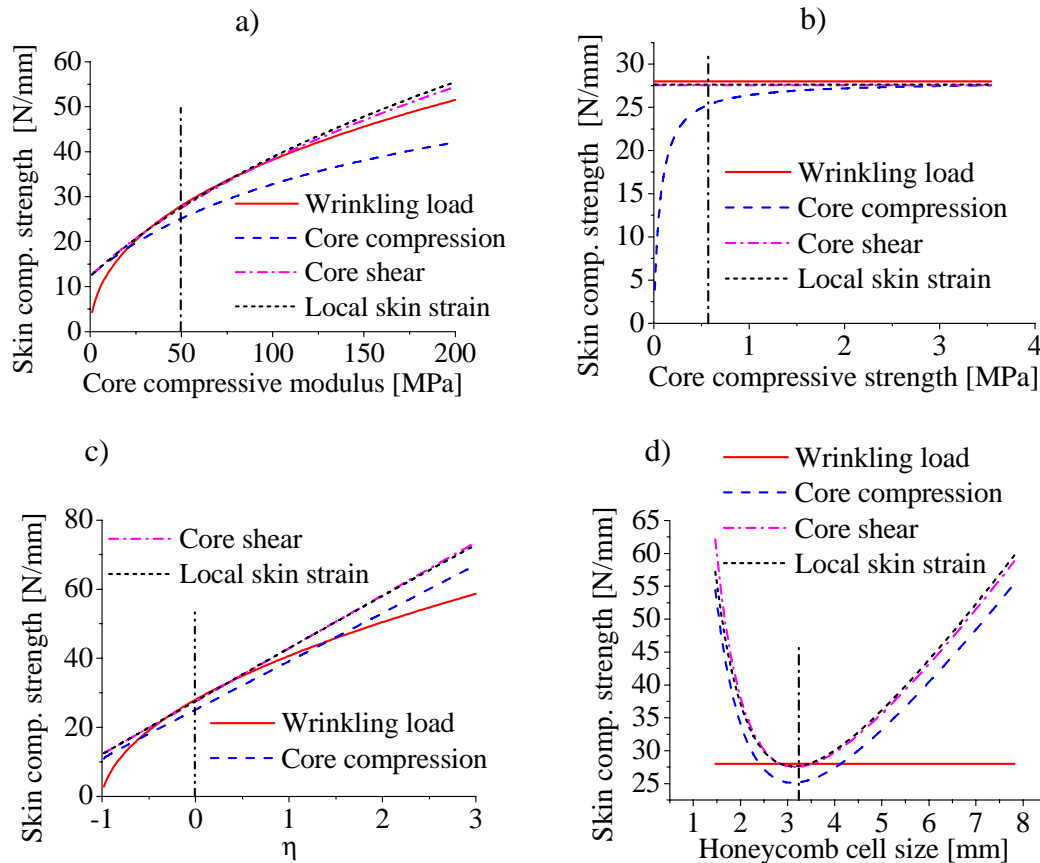 a)
Skin comp. strength [N/mm]
60
50
40
30
20
10
0
0 50 100 150 200
Core compressive modulus [MPa]
Wrinkling load
Core compression
Core shear
Local skin strain
b)
Skin comp. strength [N/mm]
30
25
20
15
10
5
0
0 1 2 3 4
Core compressive strength [MPa]
Wrinkling load
Core compression
Core shear
Local skin strain
c)
Skin comp. strength [N/mm]
80
60
40
20
0
-1 0 1 2 3
η
Core shear
Local skin strain
Wrinkling load
Core compression
d)
Wrinkling load
Core compression
Core shear
Local skin strain
Skin comp. strength [N/mm]
65
60
55
50
45
40
35
30
25
1 2 3 4 5 6 7 8
Honeycomb cell size [mm]